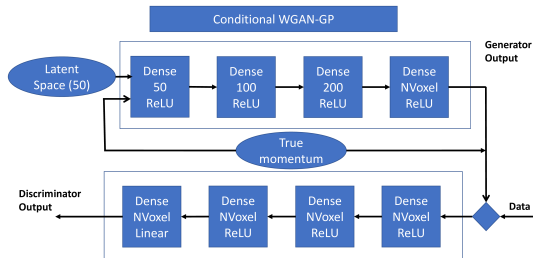 Conditional WGAN-GP
Generator
Output
Latent
Space (50)
Dense
50
ReLU
Dense
100
ReLU
Dense
200
ReLU
Dense
NVoxel
ReLU
True
momentum
Discriminator
Output
Dense
NVoxel
Linear
Dense
NVoxel
ReLU
Dense
NVoxel
ReLU
Dense
NVoxel
ReLU
Data